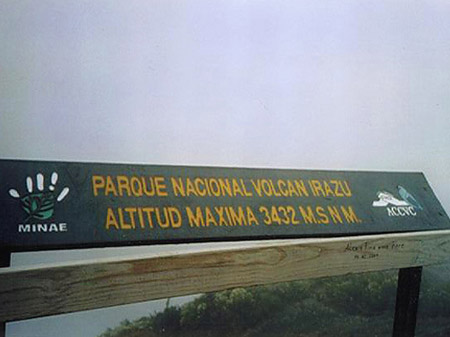 PARQUE NACIONAL VOLCAN IRAZU
ALTITUD MAXIMA 3432 M.S.N.M.
MINAE
ACCVC